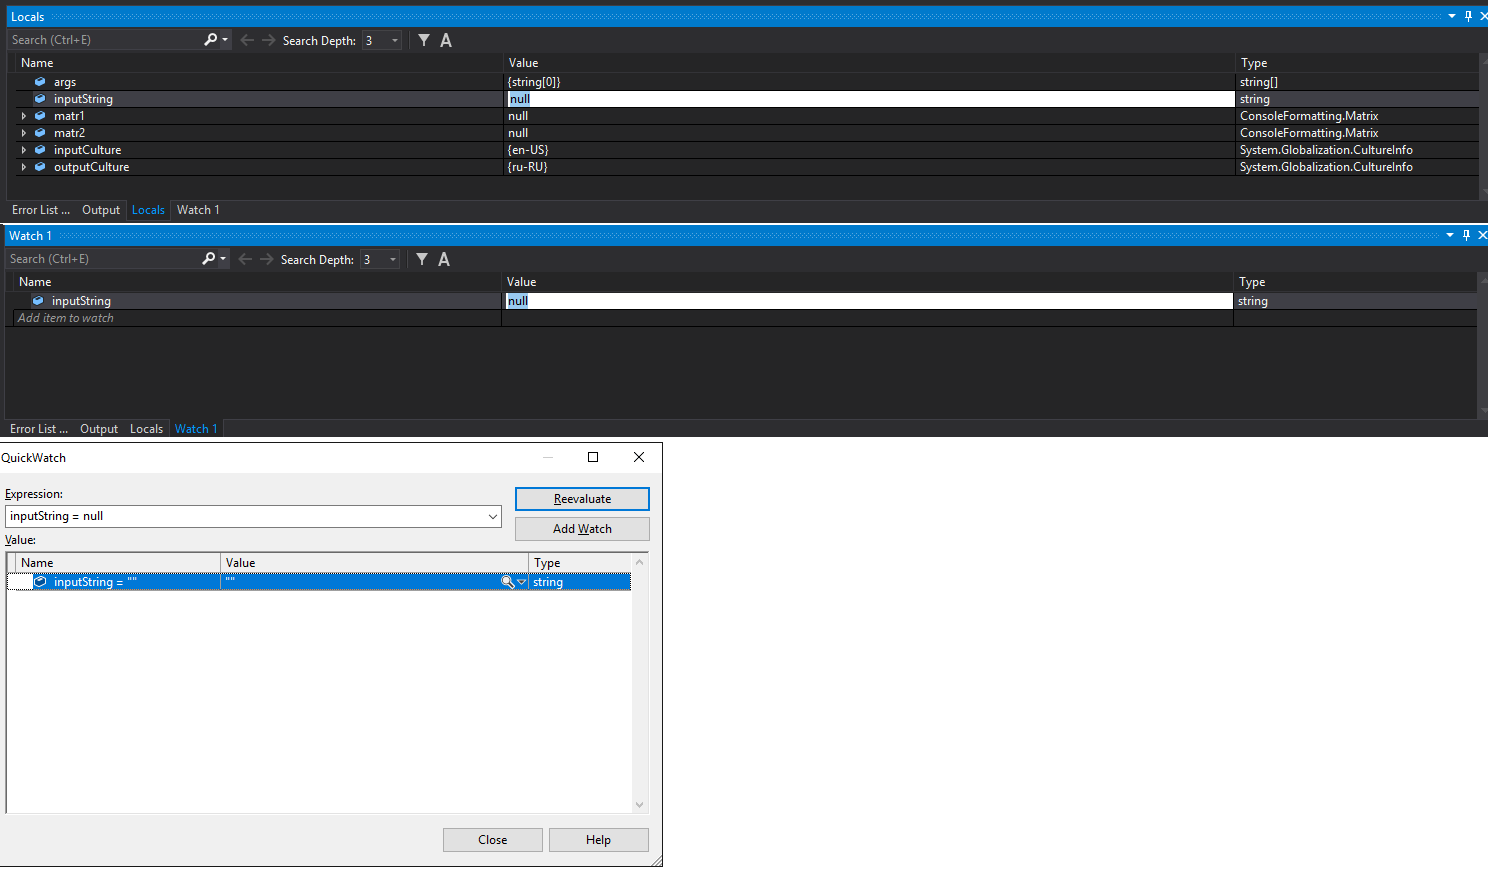 Locals
Search (Ctrl+E) Search Depth: 3 A
Name Value Type
args {string[0]} string[]
inputString null string
matr1 null ConsoleFormatting.Matrix
matr2 null ConsoleFormatting.Matrix
inputCulture {en-US} System.Globalization.CultureInfo
outputCulture {ru-RU} System.Globalization.CultureInfo
Error List ... Output Locals Watch 1
Watch 1
Search (Ctrl+E) Search Depth: 3 A
Name Value Type
inputString null string
Add item to watch
Error List ... Output Locals Watch 1
QuickWatch
Expression:
Reevaluate
inputString = null
Add Watch
Value:
Name Value Type
inputString = "" "" string
Close Help